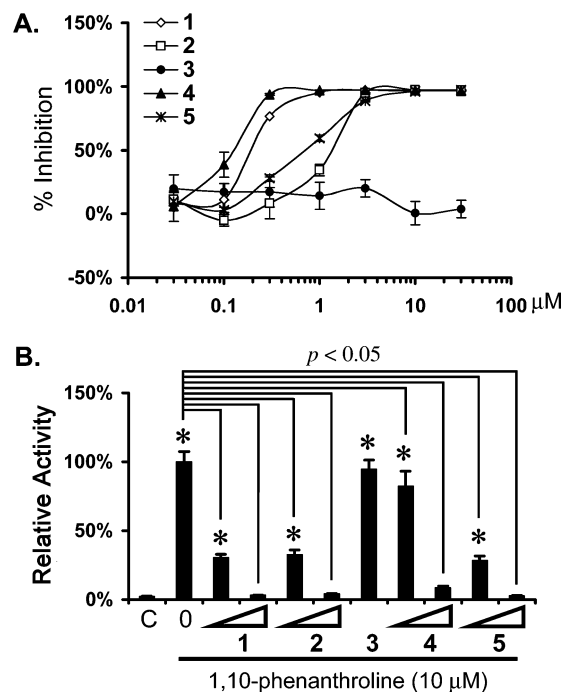 A.
150%
100%
50%
0%
-50%
% Inhibition
1
2
3
4
5
0.01 0.1 1 10 100 μM
B.
p < 0.05
150%
100%
50%
0%
Relative Activity
* * * * * *
C 0
1 2 3 4 5
1,10-phenanthroline (10 μM)